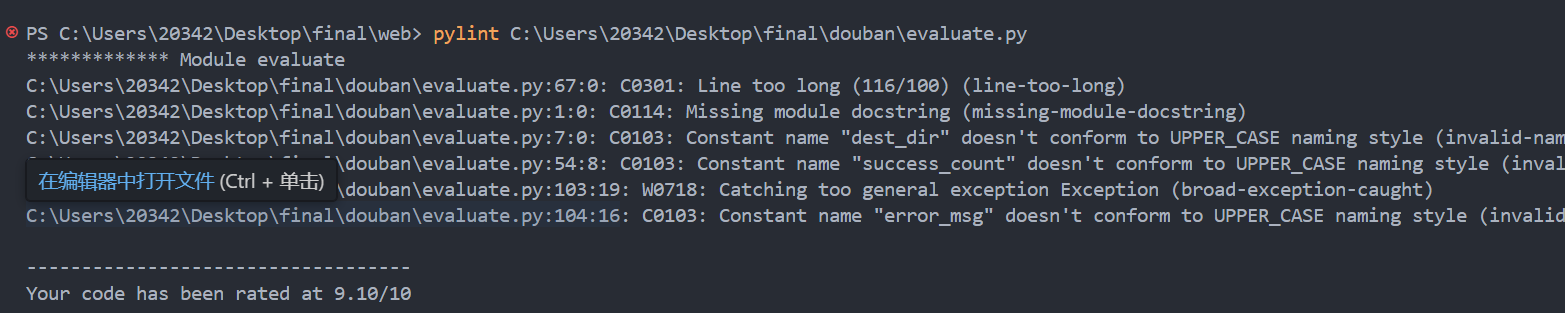 PS C:\Users\20342\Desktop\final\web> pylint C:\Users\20342\Desktop\final\douban\evaluate.py
************* Module evaluate
C:\Users\20342\Desktop\final\douban\evaluate.py:67:0: C0301: Line too long (116/100) (line-too-long)
C:\Users\20342\Desktop\final\douban\evaluate.py:1:0: C0114: Missing module docstring (missing-module-docstring)
C:\Users\20342\Desktop\final\douban\evaluate.py:7:0: C0103: Constant name "dest_dir" doesn't conform to UPPER_CASE naming style (invalid-nam
\douban\evaluate.py:54:8: C0103: Constant name "success_count" doesn't conform to UPPER_CASE naming style (inval
在编辑器中打开文件 (Ctrl + 单击)
l\douban\evaluate.py:103:19: W0718: Catching too general exception Exception (broad-exception-caught)
C:\Users\20342\Desktop\final\douban\evaluate.py:104:16: C0103: Constant name "error_msg" doesn't conform to UPPER_CASE naming style (invalid
-----------------------------------
Your code has been rated at 9.10/10